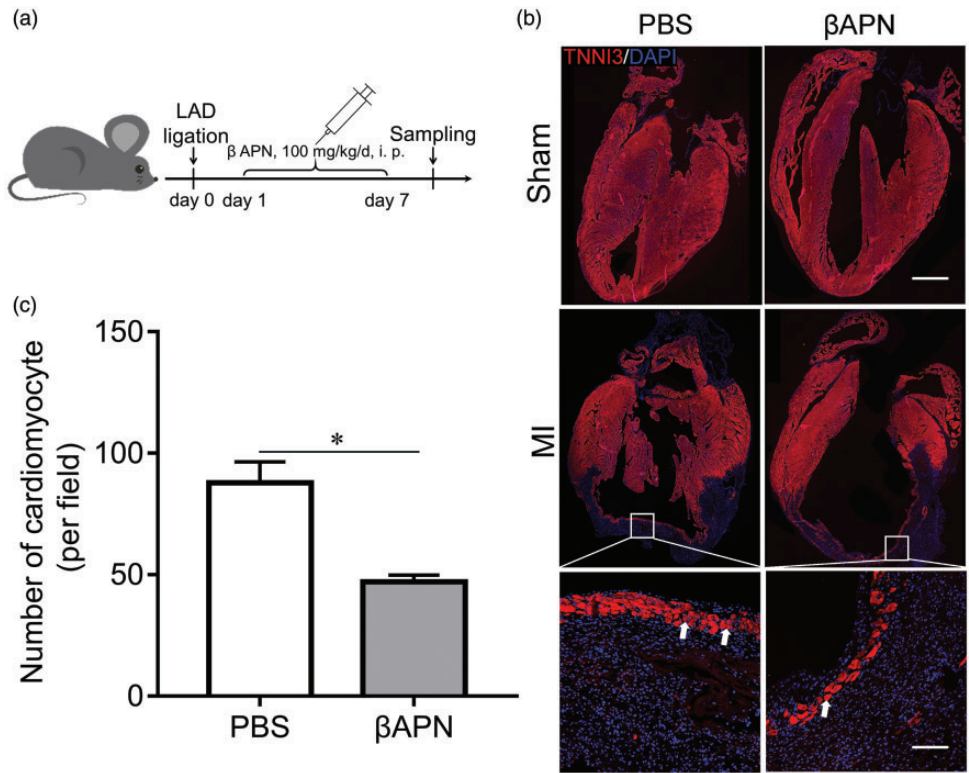 (a)
LAD
ligation
Sampling
β APN, 100 mg/kg/d, i. p.
day 0 day 1 day 7
(b)
PBS βAPN
TNNI3/DAPI
Sham
MI
(c)
Number of cardiomyocyte
(per field)
150
100
50
0
*
PBS βAPN